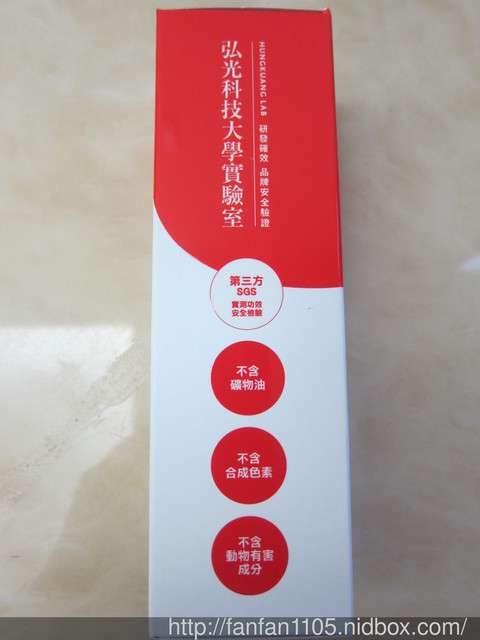 弘光科技大學實驗室
HUNGKUANG LAB 研發確效 品牌安全驗證
第三方
SGS
實測功效
安全檢驗
不含
礦物油
不含
合成色素
不含
動物有害
成分
http://fanfan1105.nidbox.com/